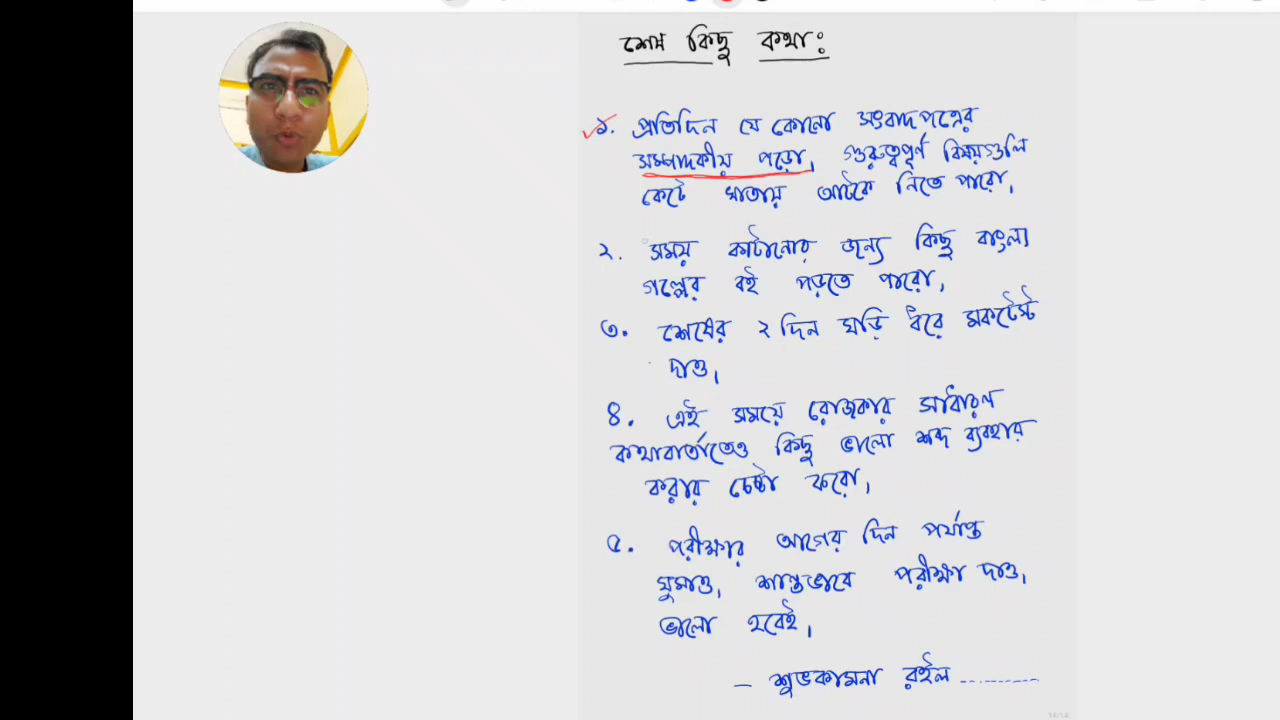 শেষ কিছু কথা:
১. প্রতিদিন যে কোনো সংবাদপত্রের
সম্পাদকীয় পড়ো। গুরুত্বপূর্ণ বিষয়গুলি
কেটে খাতায় আটকে নিতে পারো।
২. সময় কাটানোর জন্য কিছু বাংলা
গল্পের বই পড়তে পারো।
৩. শেষের ২ দিন ঘড়ি ধরে মকটেস্ট
দাও।
৪. এই সময়ে রোজকার সাধারণ
কথাবার্তাতেও কিছু ভালো শব্দ ব্যবহার
করার চেষ্টা করো।
৫. পরীক্ষার আগের দিন পর্যাপ্ত
ঘুমাও। শান্তভাবে পরীক্ষা দাও।
ভালো হবেই।
– শুভকামনা রইল ............
14/14